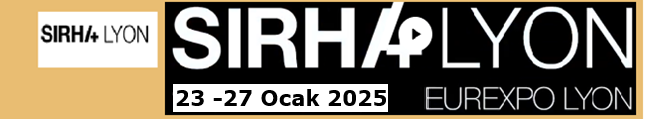 SIRHA LYON
SIRHA LYON
23 -27 Ocak 2025
EUREXPO LYON